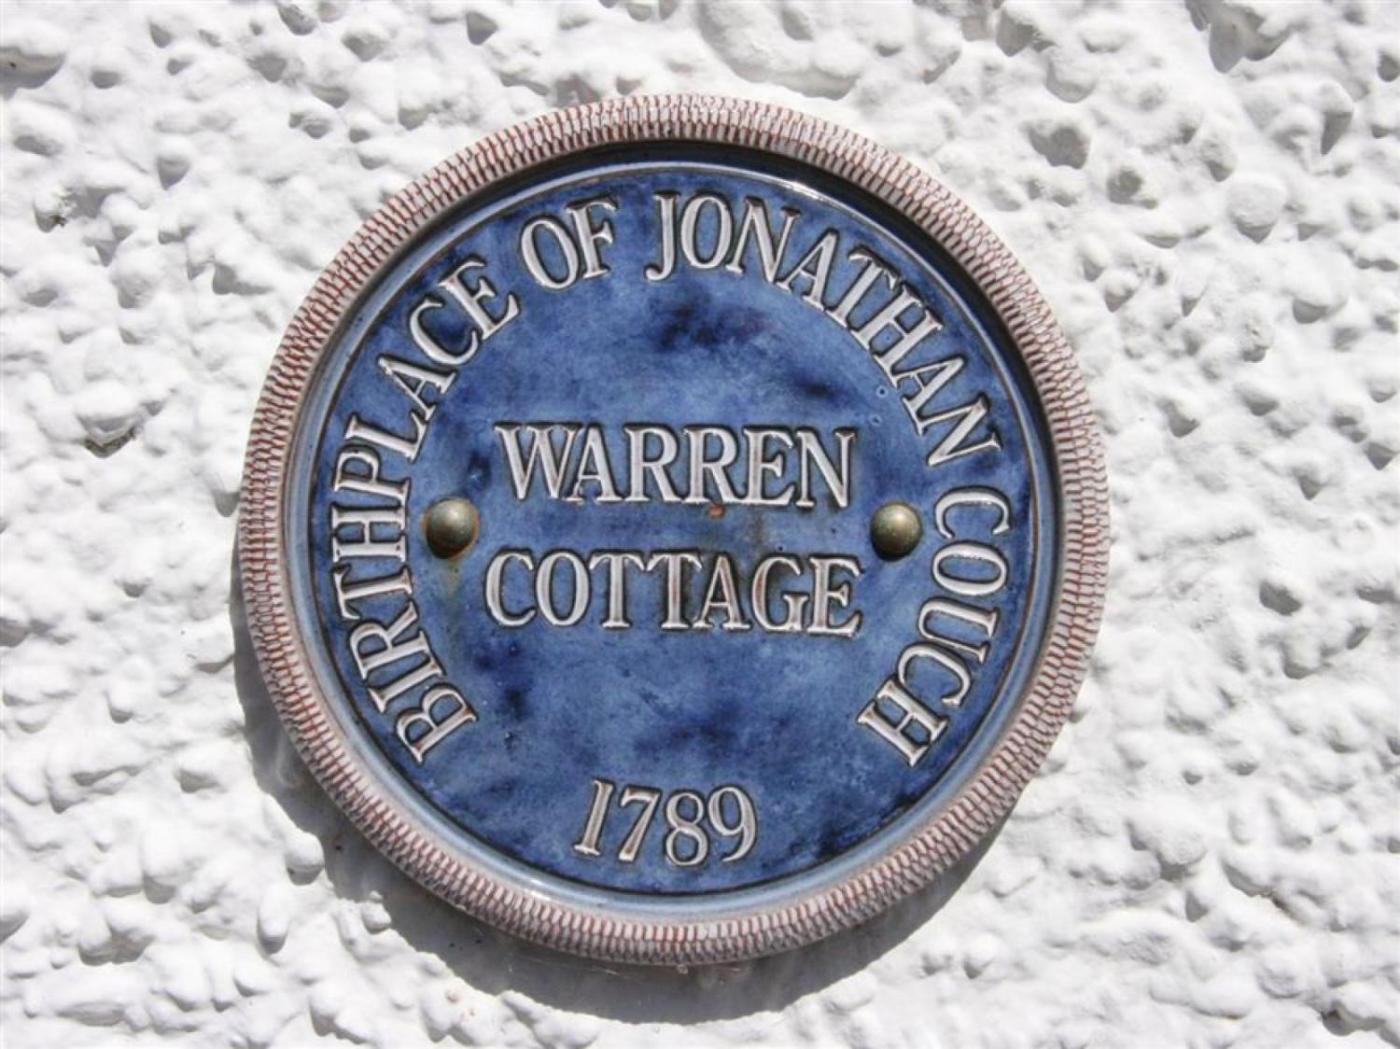 BIRTHPLACE OF JONATHAN COUCH
WARREN
COTTAGE
1789